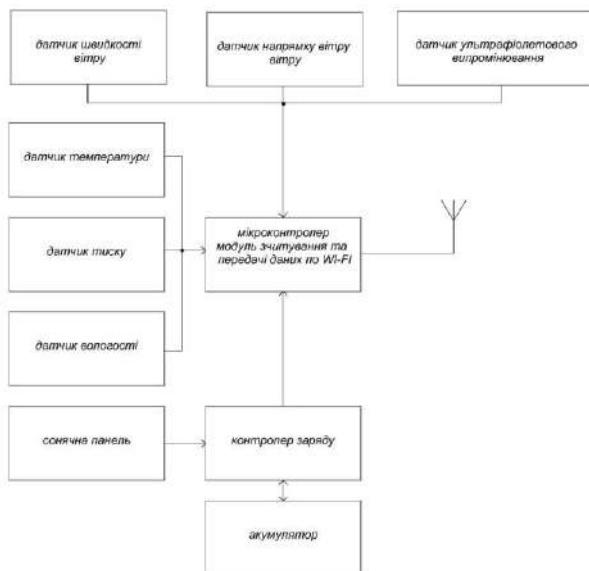 датчик швидкості
вітру
датчик напрямку вітру
вітру
датчик ультрафіолетового
випромінювання
датчик температури
датчик тиску
датчик вологості
мікроконтролер
модуль зчитування та
передачі даних по WI-FI
сонячна панель
контролер заряду
акумулятор